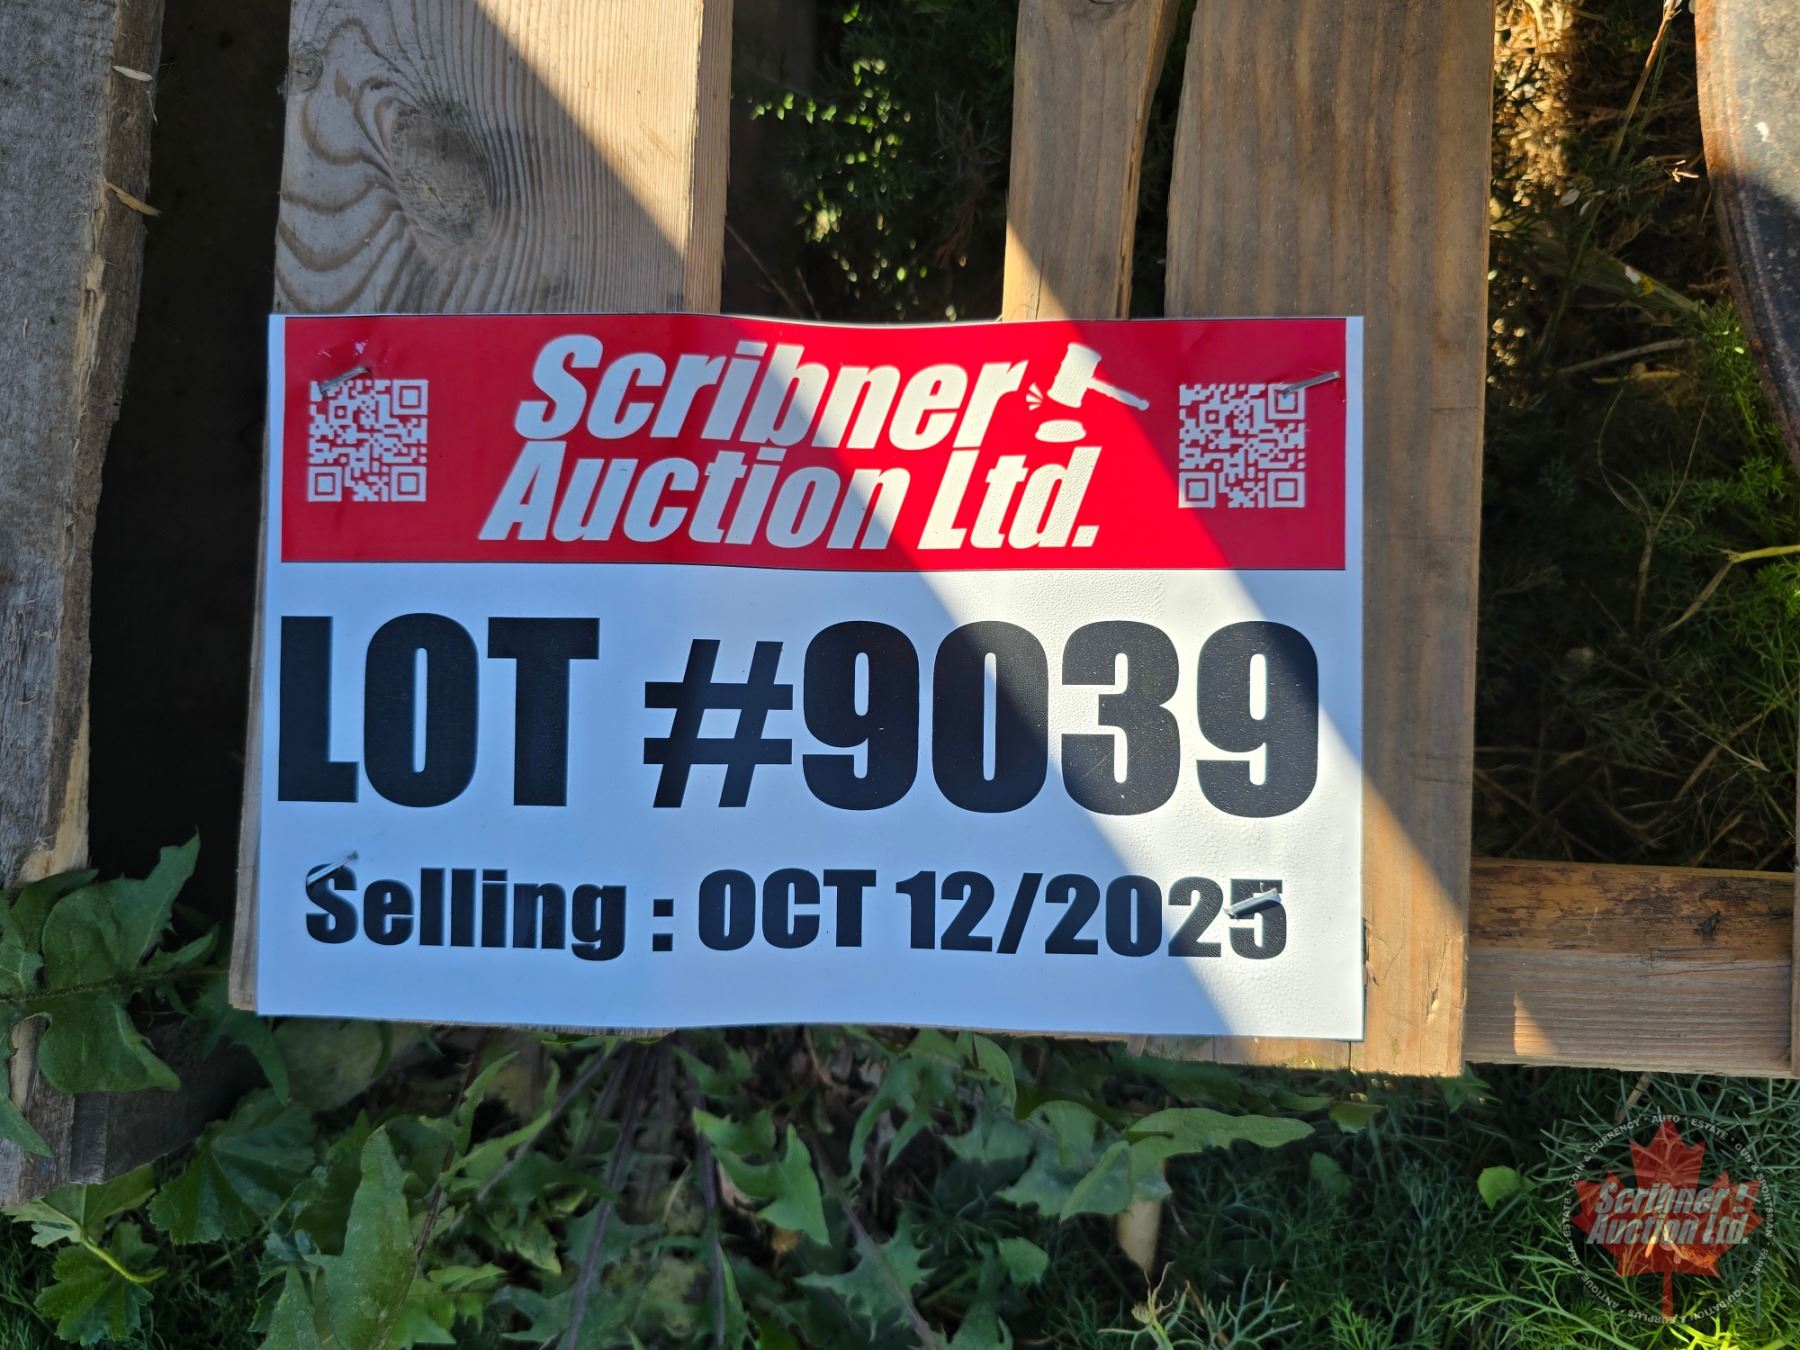 Scribner
Auction Ltd.
LOT #9039
Selling : OCT 12/2025
Scribner
Auction Ltd.